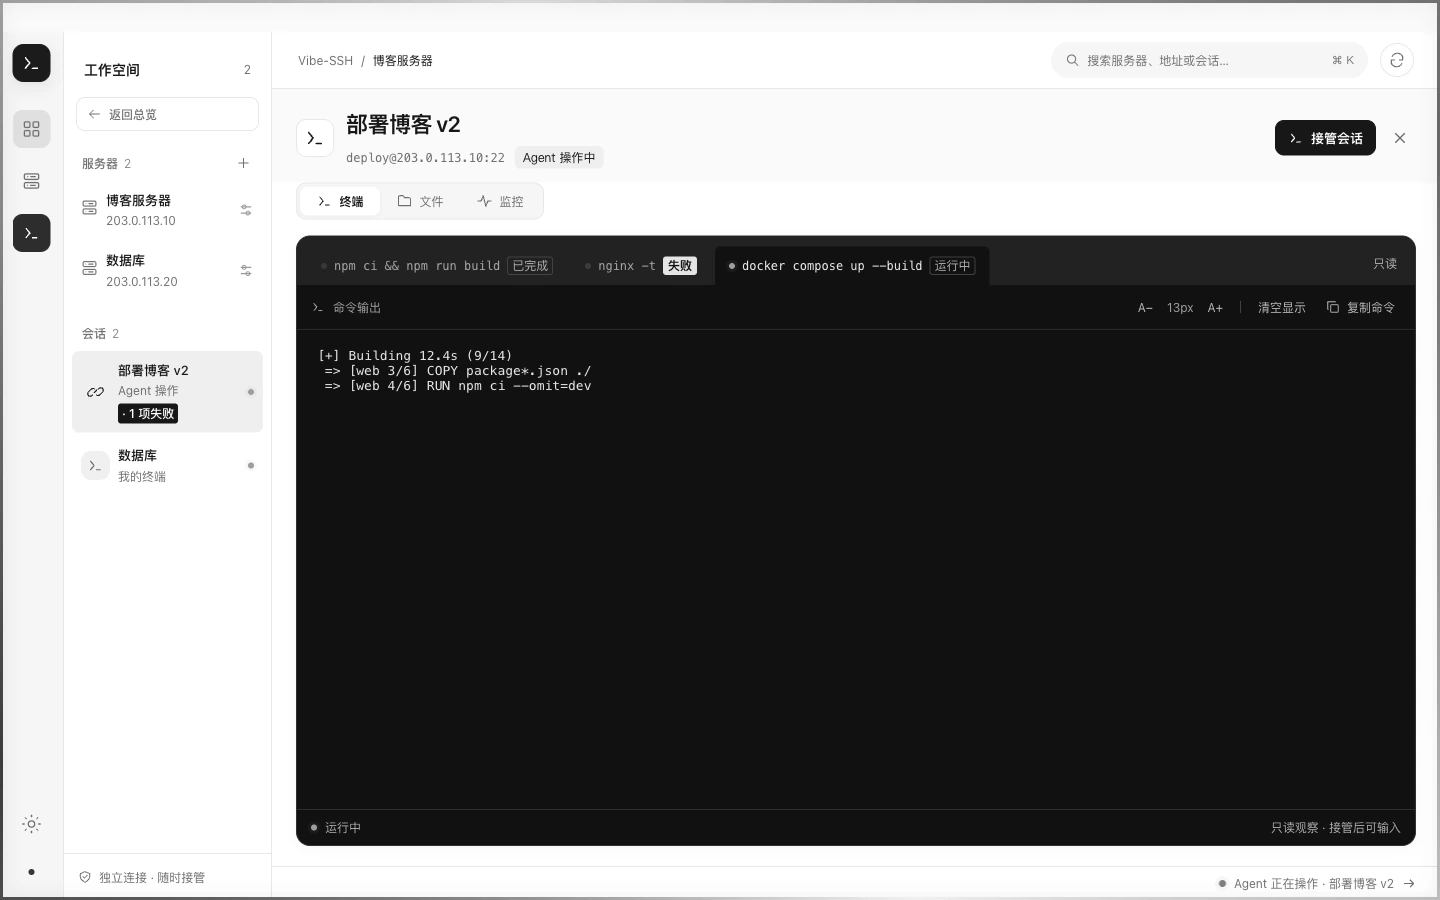 工作空间 2
返回总览
服务器 2
博客服务器
203.0.113.10
数据库
203.0.113.20
会话 2
部署博客 v2
Agent 操作
· 1 项失败
数据库
我的终端
独立连接 · 随时接管
Vibe-SSH / 博客服务器
搜索服务器、地址或会话... ⌘ K
部署博客 v2
deploy@203.0.113.10:22 Agent 操作中
接管会话
终端 文件 监控
npm ci && npm run build 已完成 nginx -t 失败 docker compose up --build 运行中 只读
命令输出 A− 13px A+ 清空显示 复制命令
[+] Building 12.4s (9/14)
=> [web 3/6] COPY package*.json ./
=> [web 4/6] RUN npm ci --omit=dev
运行中 只读观察 · 接管后可输入
Agent 正在操作 · 部署博客 v2